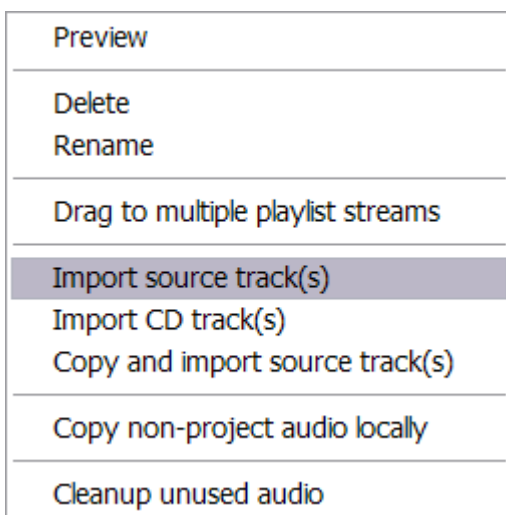 Preview
Delete
Rename
Drag to multiple playlist streams
Import source track(s)
Import CD track(s)
Copy and import source track(s)
Copy non-project audio locally
Cleanup unused audio